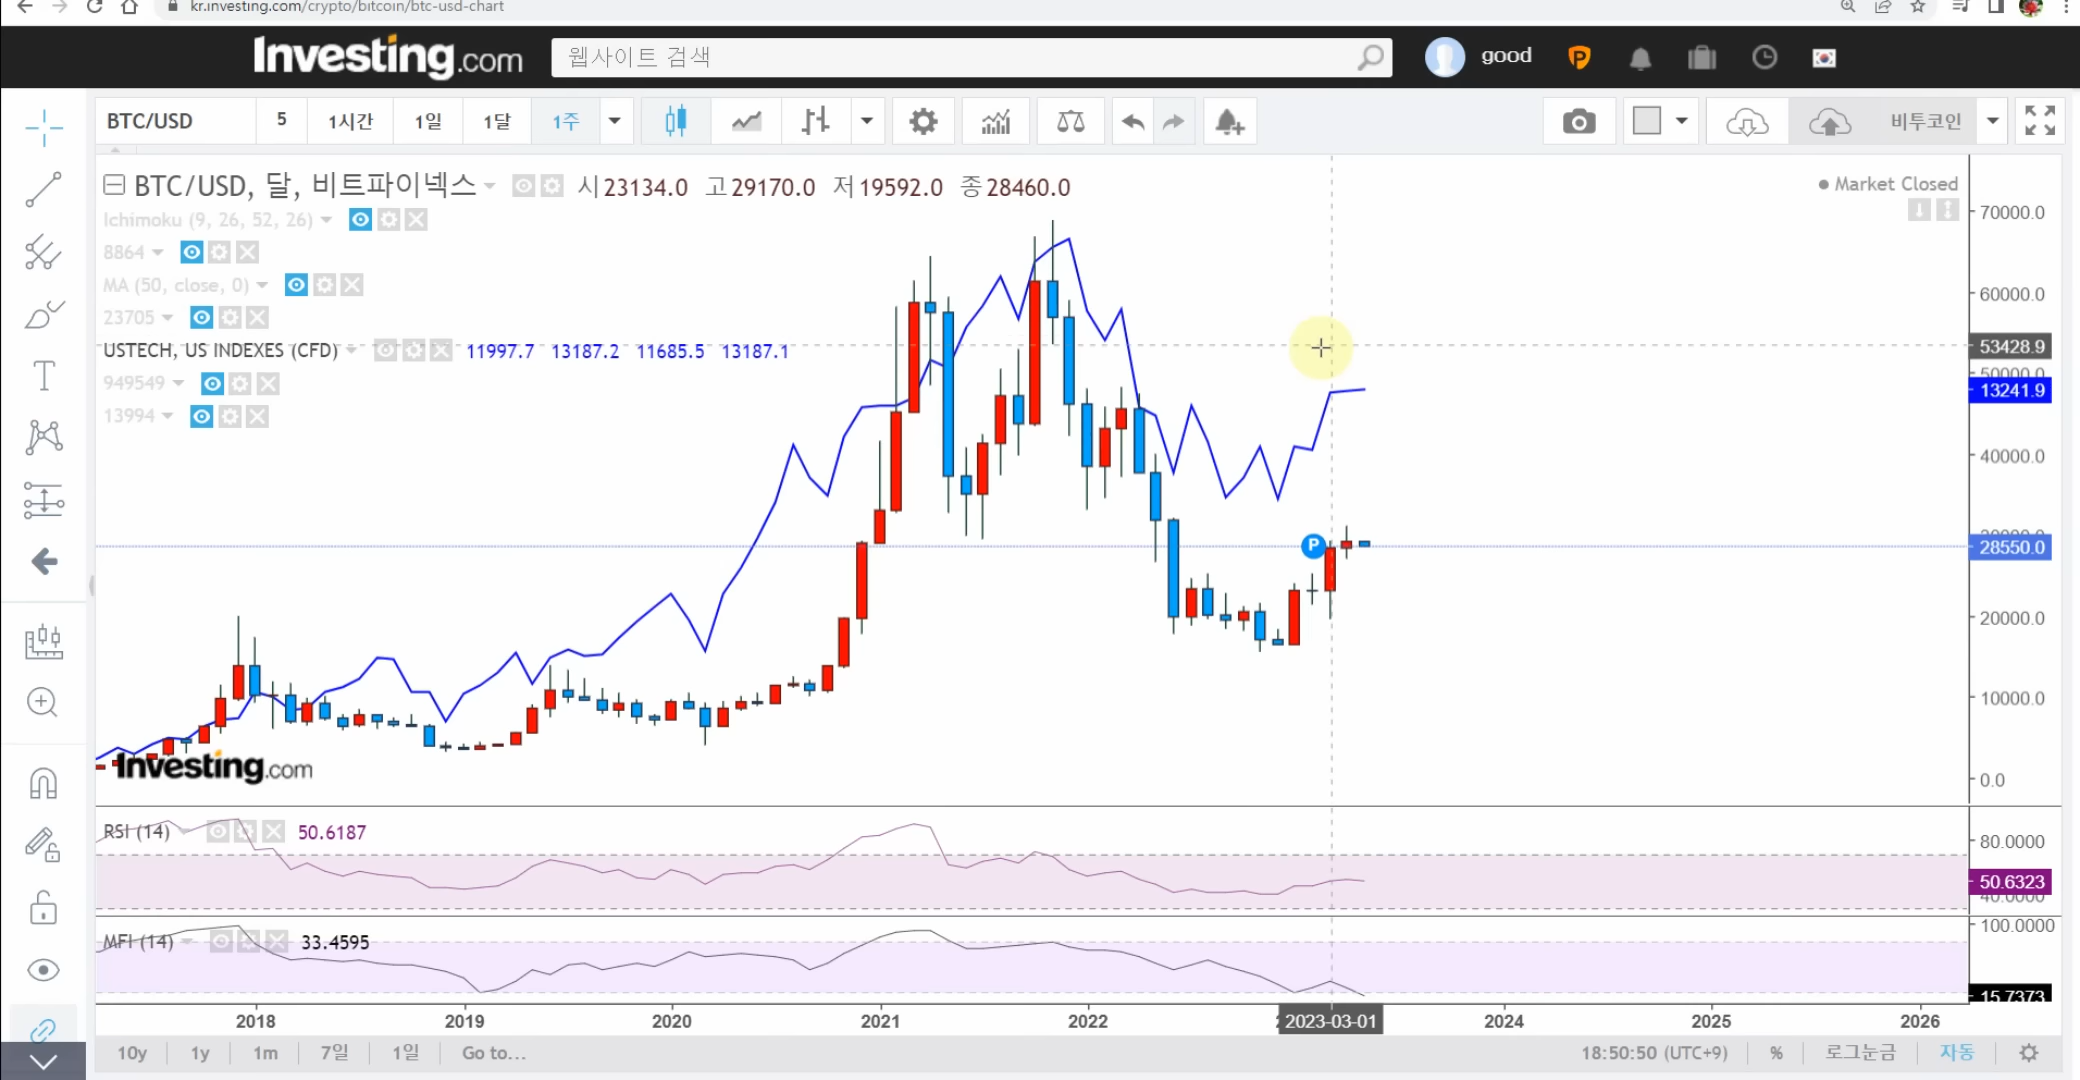 kr.investing.com/crypto/bitcoin/btc-usd-chart
Investing.com
웹사이트 검색
good
BTC/USD
5
1시간
1일
1달
1주
비투코인
BTC/USD, 달, 비트파이넥스 시23134.0 고29170.0 저19592.0 종28460.0
Market Closed
Ichimoku (9, 26, 52, 26)
8864
MA (50, close, 0)
23705
USTECH, US INDEXES (CFD) 11997.7 13187.2 11685.5 13187.1
949549
13994
70000.0
60000.0
53428.9
50000.0
13241.9
40000.0
30000.0
28550.0
20000.0
10000.0
0.0
P
Investing.com
RSI (14) 50.6187
80.0000
50.6323
40.0000
MFI (14) 33.4595
100.0000
15.7373
2018
2019
2020
2021
2022
2023-03-01
2024
2025
2026
10y
1y
1m
7일
1일
Go to...
18:50:50 (UTC+9)
%
로그눈금
자동